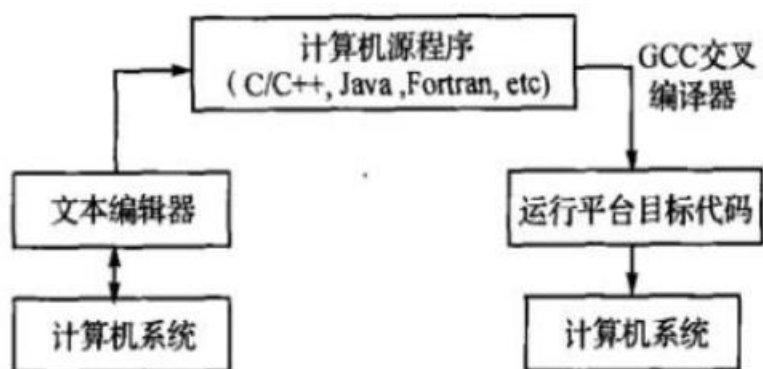 计算机源程序
( C/C++, Java ,Fortran, etc)
GCC交叉
编译器
文本编辑器
运行平台目标代码
计算机系统
计算机系统